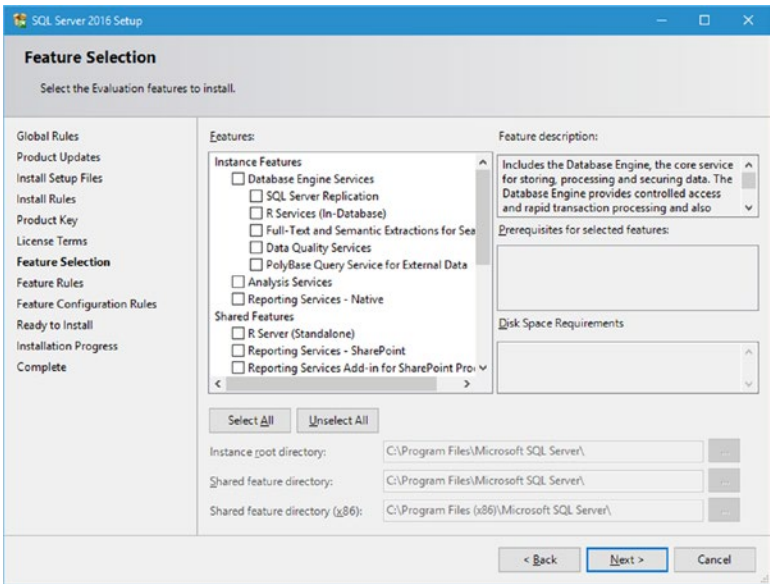 SQL Server 2016 Setup
Feature Selection
Select the Evaluation features to install.
Global Rules
Product Updates
Install Setup Files
Install Rules
Product Key
License Terms
Feature Selection
Feature Rules
Feature Configuration Rules
Ready to Install
Installation Progress
Complete
Features:
Instance Features
Database Engine Services
SQL Server Replication
R Services (In-Database)
Full-Text and Semantic Extractions for Sea
Data Quality Services
PolyBase Query Service for External Data
Analysis Services
Reporting Services - Native
Shared Features
R Server (Standalone)
Reporting Services - SharePoint
Reporting Services Add-in for SharePoint Pro
Feature description:
Includes the Database Engine, the core service
for storing, processing and securing data. The
Database Engine provides controlled access
and rapid transaction processing and also
Prerequisites for selected features:
Disk Space Requirements
Select All
Unselect All
Instance root directory:
C:\Program Files\Microsoft SQL Server\
...
Shared feature directory:
C:\Program Files\Microsoft SQL Server\
...
Shared feature directory (x86):
C:\Program Files (x86)\Microsoft SQL Server\
...
< Back
Next >
Cancel